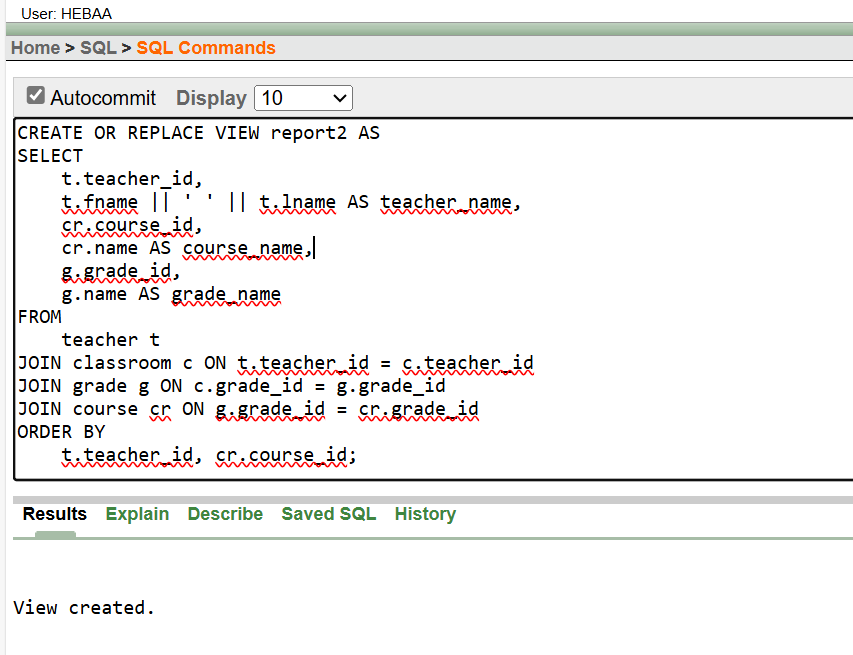 User: HEBAA
Home > SQL > SQL Commands
Autocommit Display 10
CREATE OR REPLACE VIEW report2 AS
SELECT
    t.teacher_id,
    t.fname || ' ' || t.lname AS teacher_name,
    cr.course_id,
    cr.name AS course_name,
    g.grade_id,
    g.name AS grade_name
FROM
    teacher t
JOIN classroom c ON t.teacher_id = c.teacher_id
JOIN grade g ON c.grade_id = g.grade_id
JOIN course cr ON g.grade_id = cr.grade_id
ORDER BY
    t.teacher_id, cr.course_id;
Results Explain Describe Saved SQL History
View created.